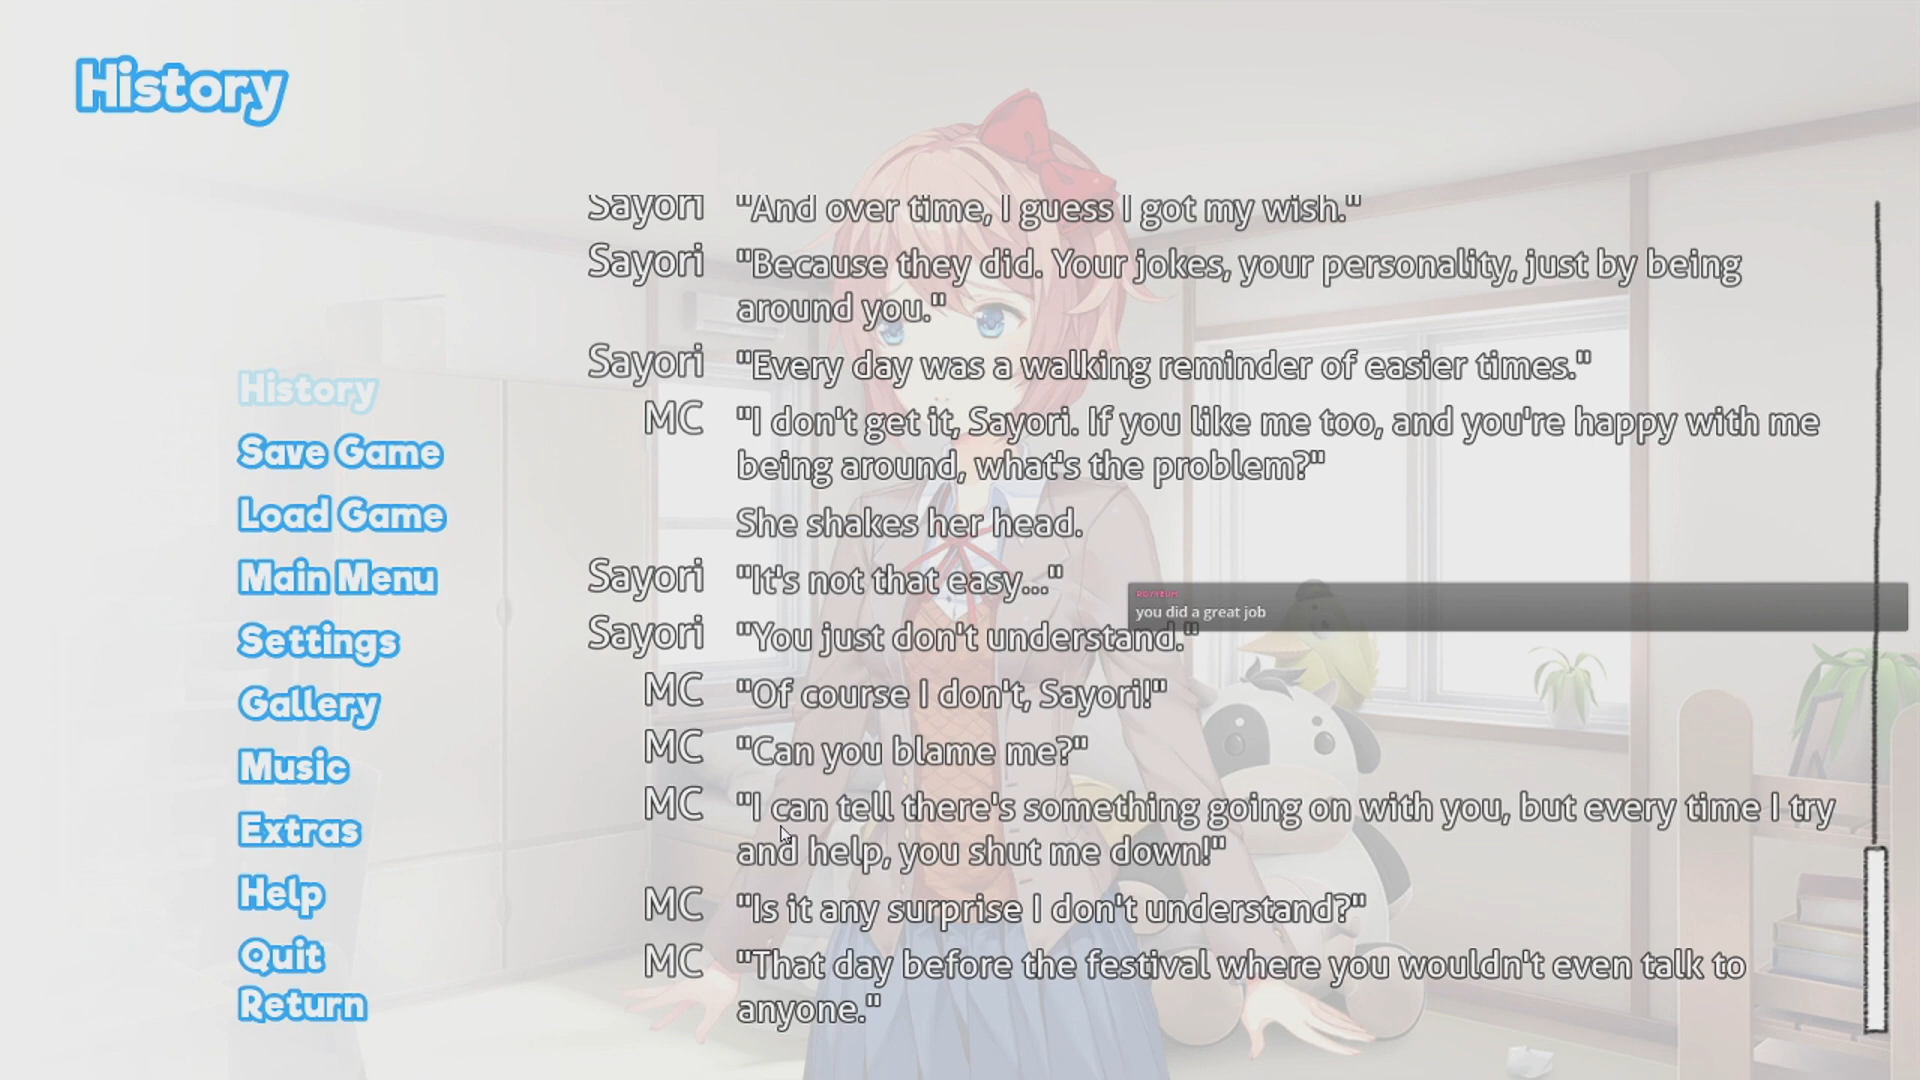 History
Sayori "And over time, I guess I got my wish."
Sayori "Because they did. Your jokes, your personality, just by being
around you."
Sayori "Every day was a walking reminder of easier times."
MC "I don't get it, Sayori. If you like me too, and you're happy with me
being around, what's the problem?"
She shakes her head.
Sayori "It's not that easy..."
Sayori "You just don't understand."
MC "Of course I don't, Sayori!"
MC "Can you blame me?"
MC "I can tell there's something going on with you, but every time I try
and help, you shut me down!"
MC "Is it any surprise I don't understand?"
MC "That day before the festival where you wouldn't even talk to
anyone."
History
Save Game
Load Game
Main Menu
Settings
Gallery
Music
Extras
Help
Quit
Return
you did a great job